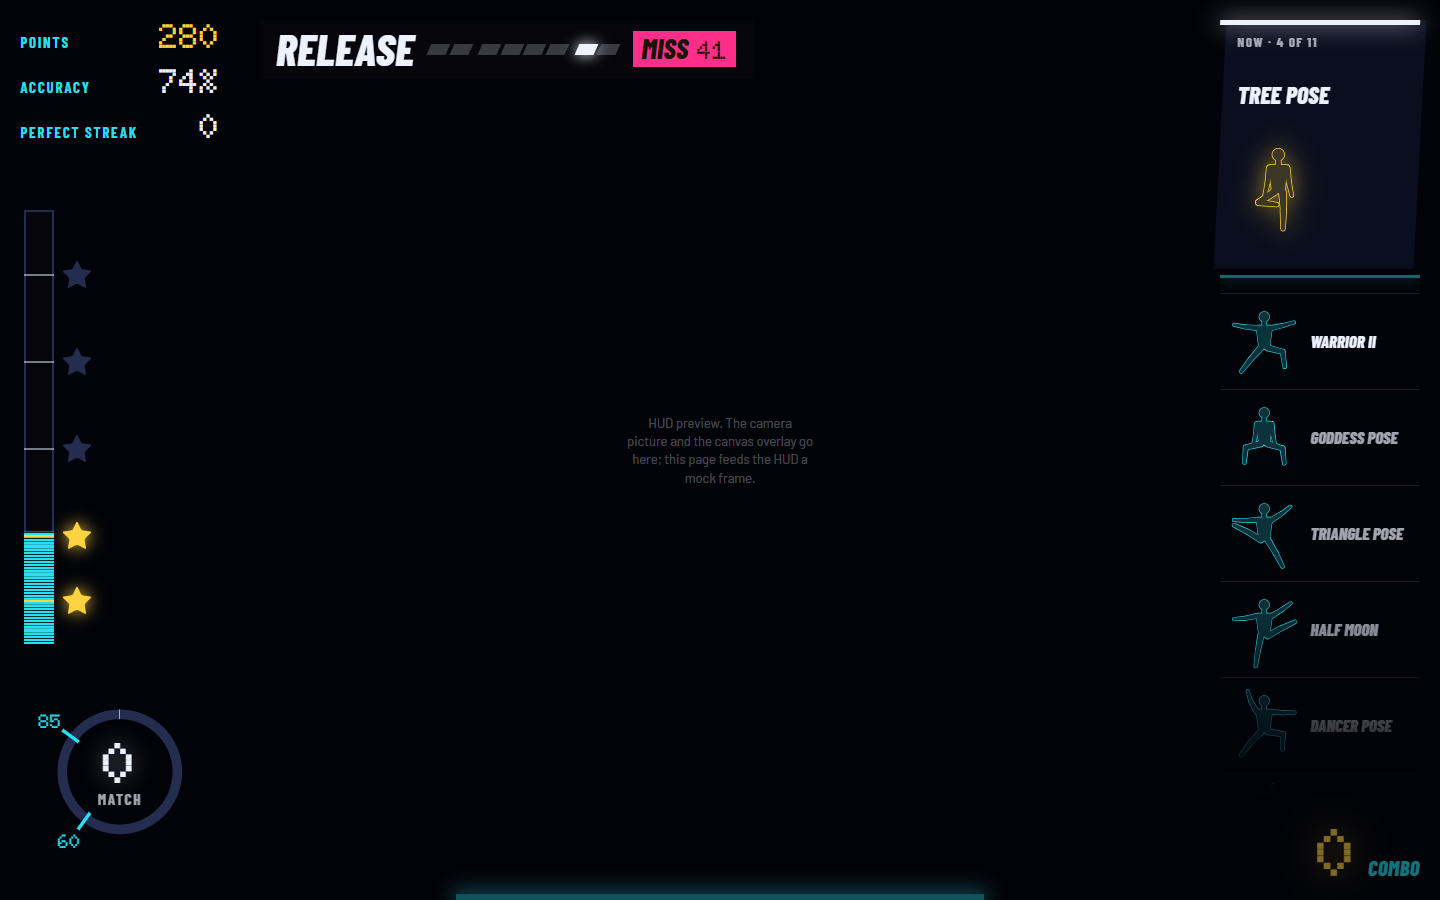 POINTS 280
ACCURACY 74%
PERFECT STREAK 0
RELEASE MISS 41
NOW · 4 OF 11
TREE POSE
WARRIOR II
GODDESS POSE
TRIANGLE POSE
HALF MOON
DANCER POSE
HUD preview. The camera
picture and the canvas overlay go
here; this page feeds the HUD a
mock frame.
85
0
MATCH
60
0 COMBO